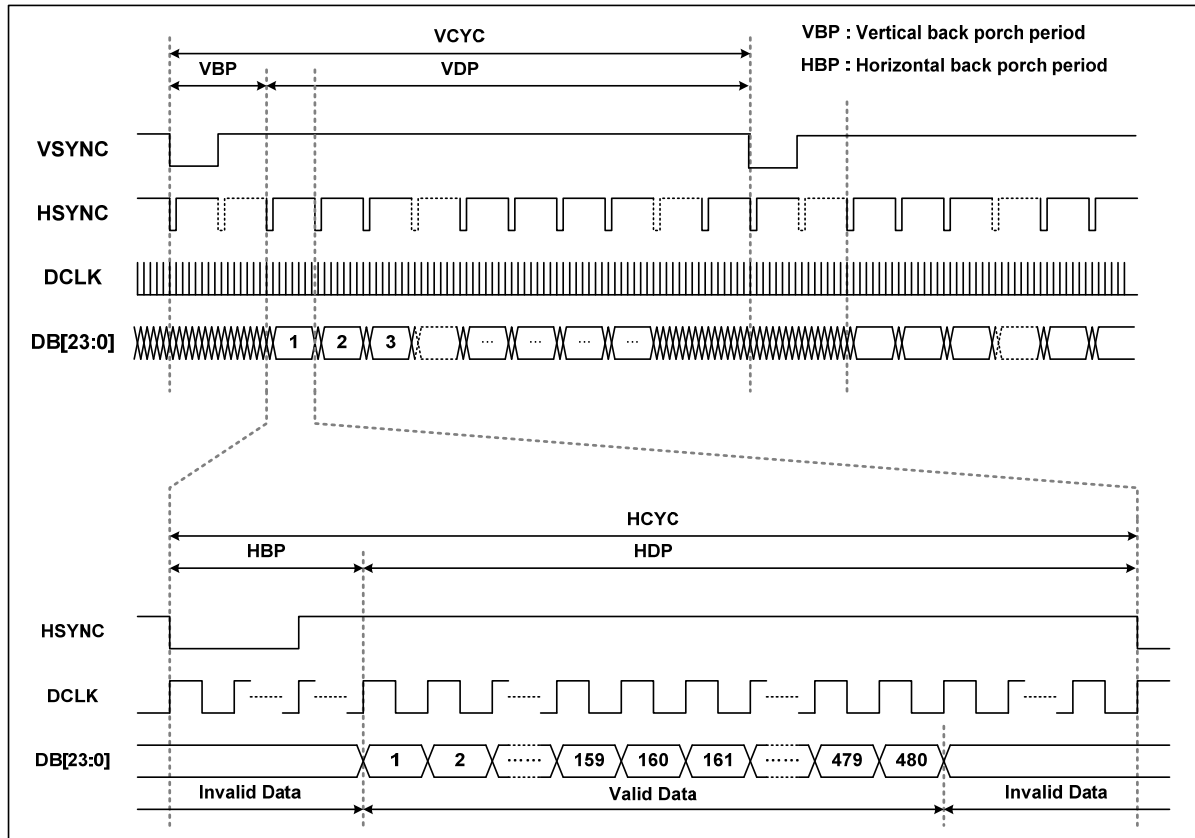 VCYC
VBP : Vertical back porch period
VBP VDP
HBP : Horizontal back porch period
VSYNC
HSYNC
DCLK
DB[23:0] 1 2 3 ... ... ... ...
HCYC
HBP HDP
HSYNC
DCLK
DB[23:0] 1 2 ...... 159 160 161 ...... 479 480
Invalid Data Valid Data Invalid Data